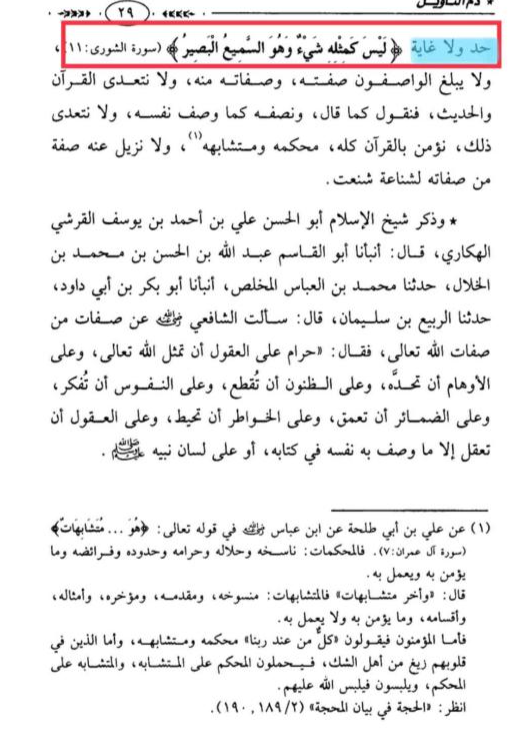 * ذم التأويل
٢٩
حد ولا غاية ﴿ لَيْسَ كَمِثْلِهِ شَيْءٌ وَهُوَ السَّمِيعُ الْبَصِيرُ ﴾ (سورة الشورى: ١١)،
ولا يبلغ الواصفون صفته، وصفاته منه، ولا نتعدى القرآن
والحديث، فنقول كما قال، ونصفه كما وصف نفسه، ولا نتعدى
ذلك، نؤمن بالقرآن كله، محكمه ومتشابهه(١)، ولا نزيل عنه صفة
من صفاته لشناعة شنعت.
* وذكر شيخ الإسلام أبو الحسن علي بن أحمد بن يوسف القرشي
الهكاري، قال: أنبأنا أبو القاسم عبد الله بن الحسن بن محمد بن
الخلال، حدثنا محمد بن العباس المخلص، أنبأنا أبو بكر بن أبي داود،
حدثنا الربيع بن سليمان، قال: سألت الشافعي رضي الله عنه عن صفات من
صفات الله تعالى، فقال: «حرام على العقول أن تمثل الله تعالى، وعلى
الأوهام أن تحدَّه، وعلى الظنون أن تُقطع، وعلى النفوس أن تُفكر،
وعلى الضمائر أن تعمق، وعلى الخواطر أن تحيط، وعلى العقول أن
تعقل إلا ما وصف به نفسه في كتابه، أو على لسان نبيه ﷺ .
(١) عن علي بن أبي طلحة عن ابن عباس رضي الله عنه في قوله تعالى: ﴿هُوَ ... مُتَشَابِهَاتٌ﴾
(سورة آل عمران:٧). فالمحكمات: ناسخه وحلاله وحرامه وحدوده وفرائضه وما
يؤمن به ويعمل به.
قال: «وأخر متشابهات» فالمتشابهات: منسوخه، ومقدمه، ومؤخره، وأمثاله،
وأقسامه، وما يؤمن به ولا يعمل به.
فأما المؤمنون فيقولون «كلٌّ من عند ربنا» محكمه ومتشابهه، وأما الذين في
قلوبهم زيغ من أهل الشك، فيحملون المحكم على المتشابه، والمتشابه على
المحكم، ويلبسون فيلبس الله عليهم.
انظر: «الحجة في بيان المحجة» (١٨٩/٢، ١٩٠).